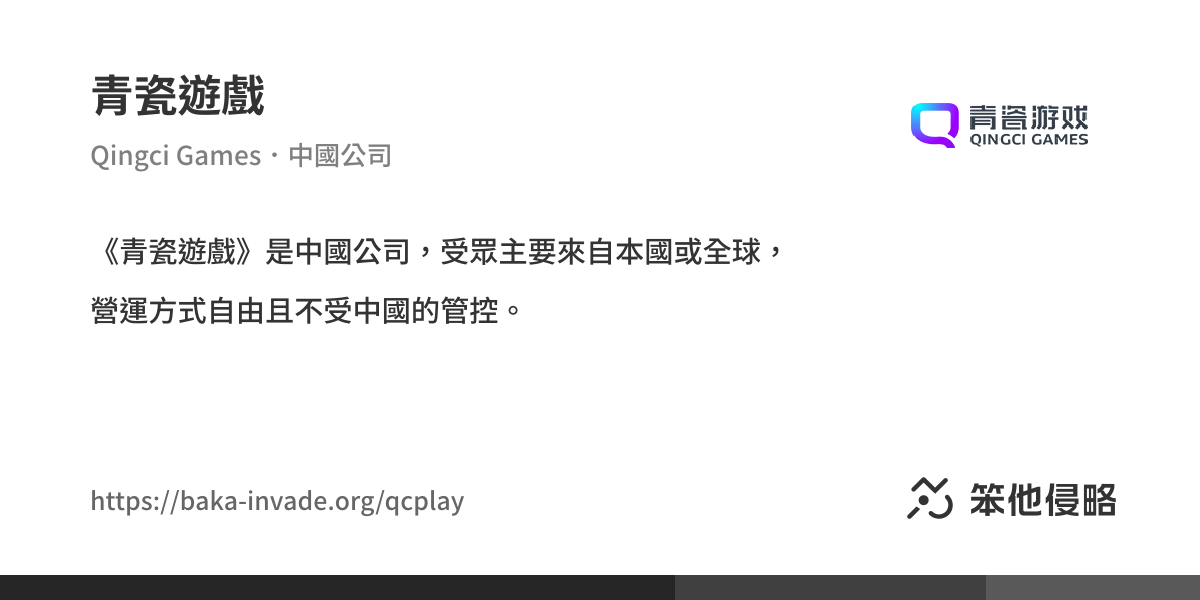 青瓷遊戲
Qingci Games・中國公司
青瓷游戏
QINGCI GAMES
《青瓷遊戲》是中國公司，受眾主要來自本國或全球，
營運方式自由且不受中國的管控。
https://baka-invade.org/qcplay
笨他侵略